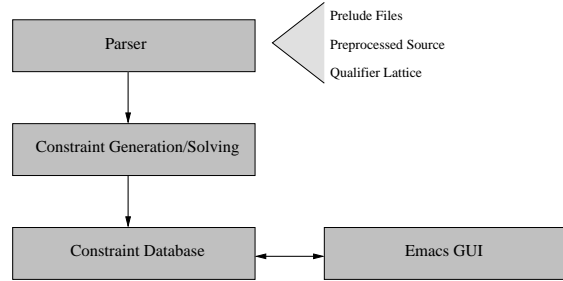 Parser
Prelude Files
Preprocessed Source
Qualifier Lattice
Constraint Generation/Solving
Constraint Database
Emacs GUI